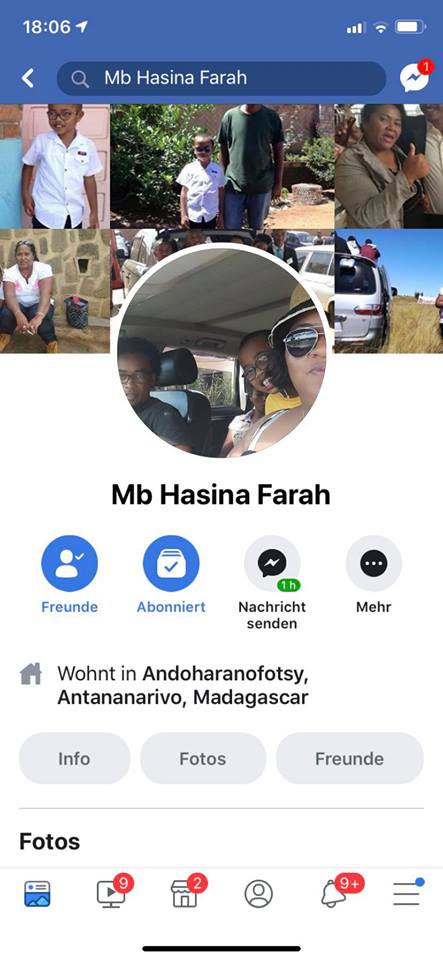 18:06
Mb Hasina Farah
1
Mb Hasina Farah
1 h
Freunde
Abonniert
Nachricht
senden
Mehr
Wohnt in Andoharanofotsy,
Antananarivo, Madagascar
Info
Fotos
Freunde
Fotos
9
2
9+